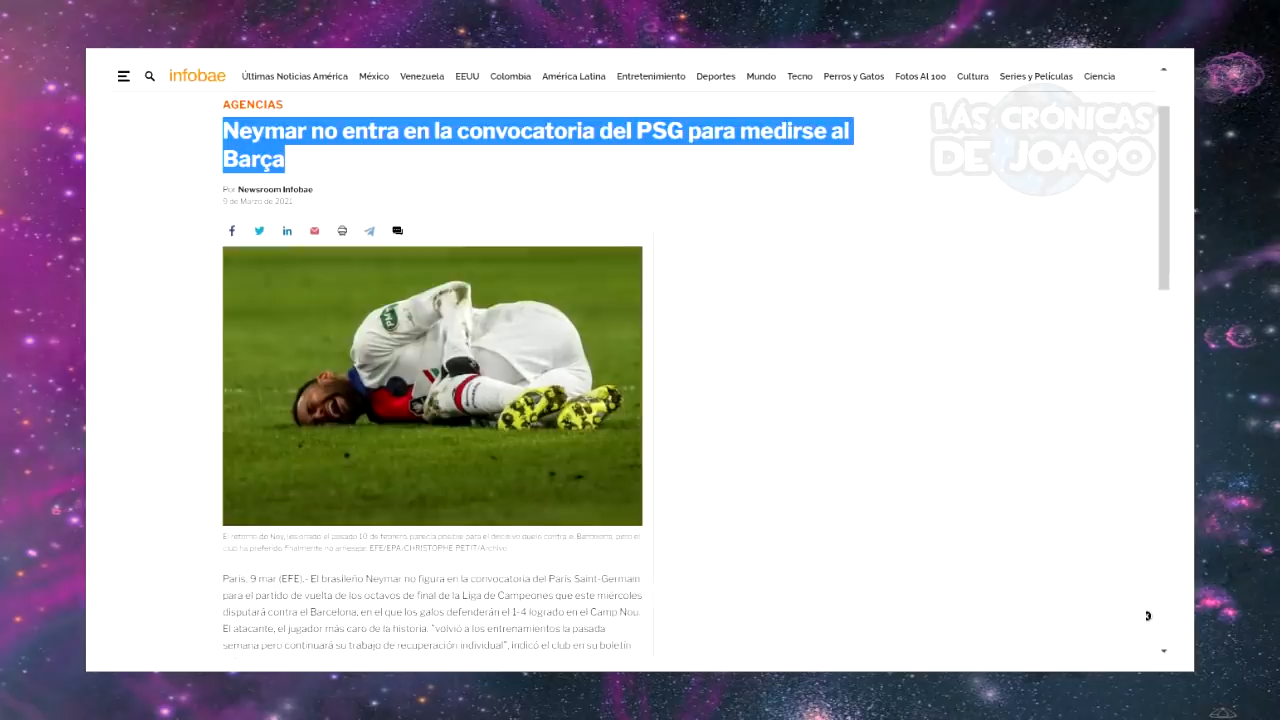 infobae Últimas Noticias América México Venezuela EEUU Colombia América Latina Entretenimiento Deportes Mundo Tecno Perros y Gatos Fotos Al 100 Cultura Series y Películas Ciencia
AGENCIAS
LÁS CRÓNICAS
DE JOAQO
Neymar no entra en la convocatoria del PSG para medirse al
Barça
Por Newsroom Infobae
9 de Marzo de 2021
El retorno de Ney, lesionado el pasado 10 de febrero, parecía posible para el decisivo duelo contra el Barcelona, pero el
club ha preferido finalmente no arriesgar. EFE/EPA/CHRISTOPHE PETIT/Archivo
París, 9 mar (EFE).- El brasileño Neymar no figura en la convocatoria del París Saint-Germain
para el partido de vuelta de los octavos de final de la Liga de Campeones que este miércoles
disputará contra el Barcelona, en el que los galos defenderán el 1-4 logrado en el Camp Nou.
El atacante, el jugador más caro de la historia, "volvió a los entrenamientos la pasada
semana pero continuará su trabajo de recuperación individual", indicó el club en su boletín